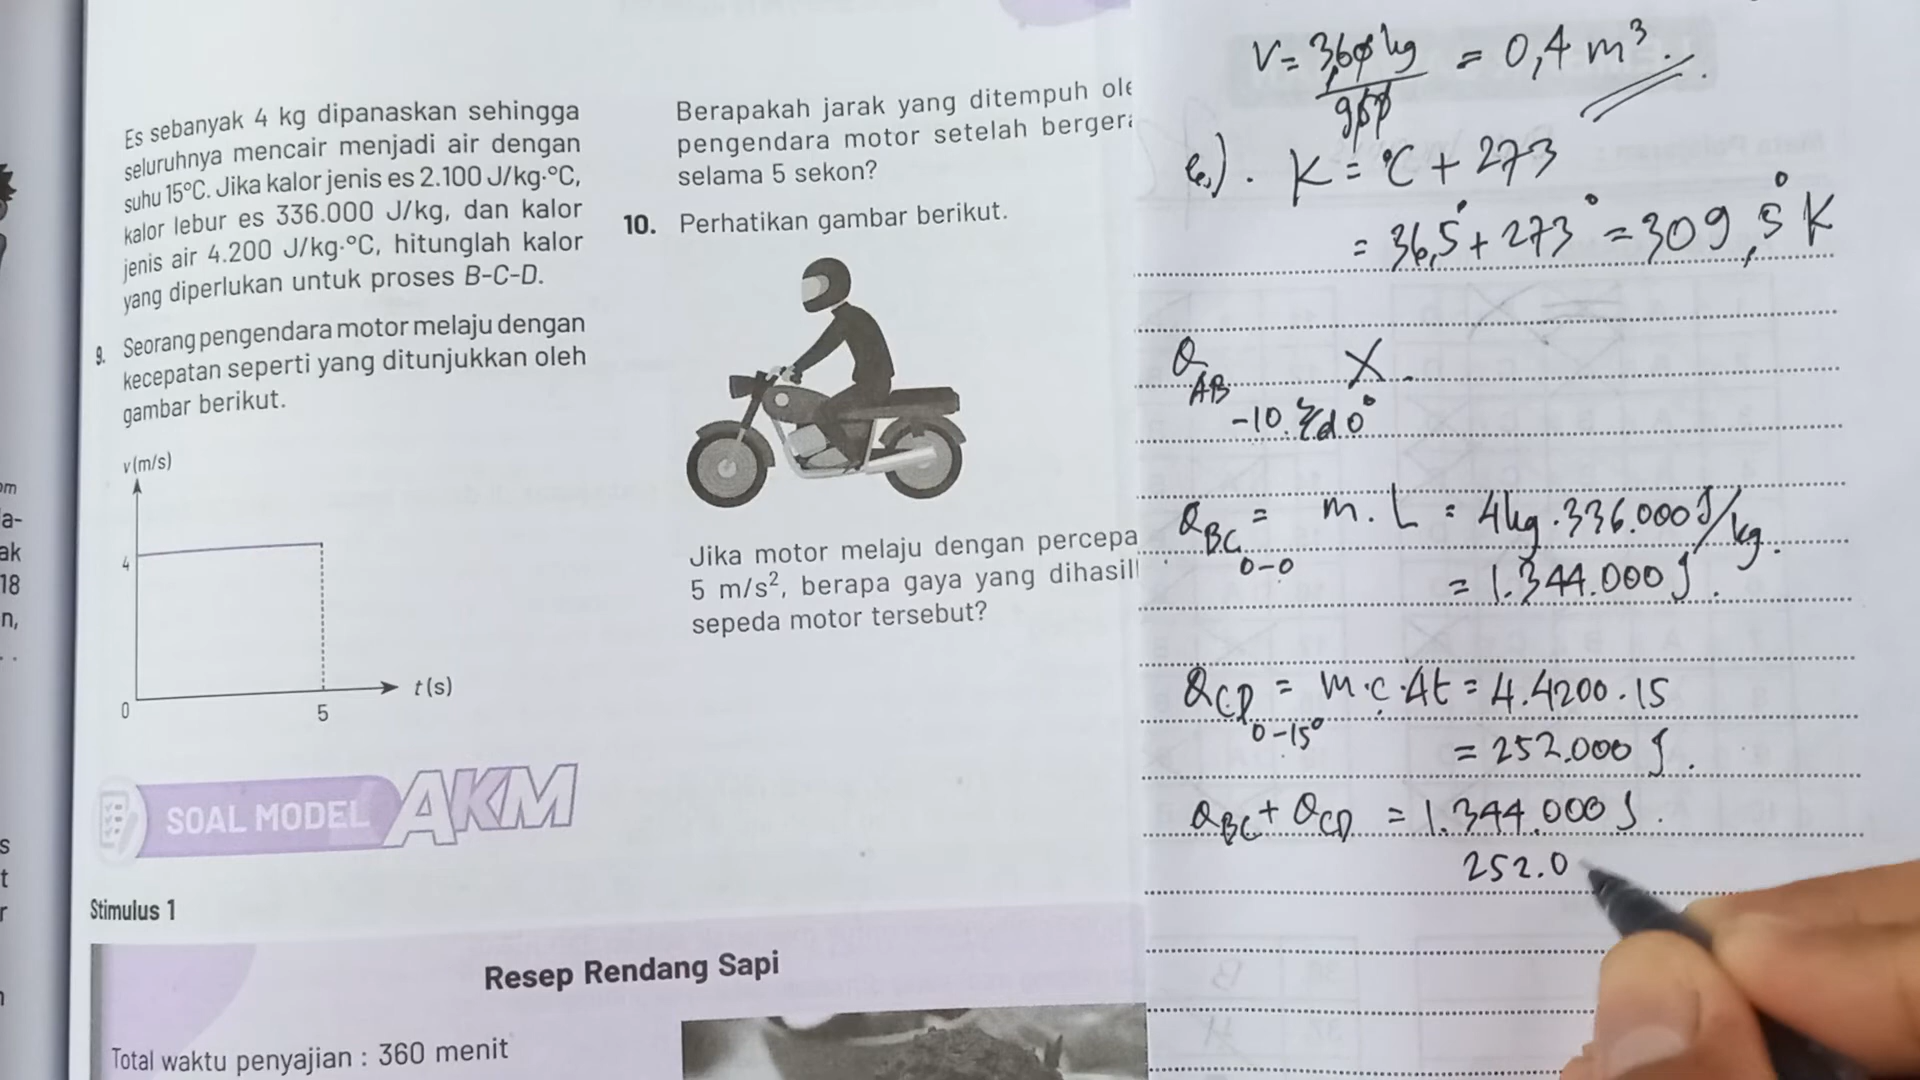 Es sebanyak 4 kg dipanaskan sehingga
seluruhnya mencair menjadi air dengan
suhu 15°C. Jika kalor jenis es 2.100 J/kg·°C,
kalor lebur es 336.000 J/kg, dan kalor
jenis air 4.200 J/kg·°C, hitunglah kalor
yang diperlukan untuk proses B-C-D.
9. Seorang pengendara motor melaju dengan
kecepatan seperti yang ditunjukkan oleh
gambar berikut.
v (m/s)
4
0
5
t (s)
SOAL MODEL AKM
Stimulus 1
Resep Rendang Sapi
Total waktu penyajian : 360 menit
Berapakah jarak yang ditempuh ole
pengendara motor setelah bergera
selama 5 sekon?
10. Perhatikan gambar berikut.
Jika motor melaju dengan percepa
5 m/s², berapa gaya yang dihasil
sepeda motor tersebut?
V = 360 kg = 0,4 m³.
900
K = °C + 273
= 36,5° + 273° = 309,5° K
Q AB X.
-10 s/d 0°
Q BC = m . L = 4 kg . 336.000 J/kg.
0-0
= 1.344.000 J.
Q CD = m.c.Δt = 4.4200.15
0-15°
= 252.000 J.
Q BC + Q CD = 1.344.000 J.
252.0
ak
18
n,